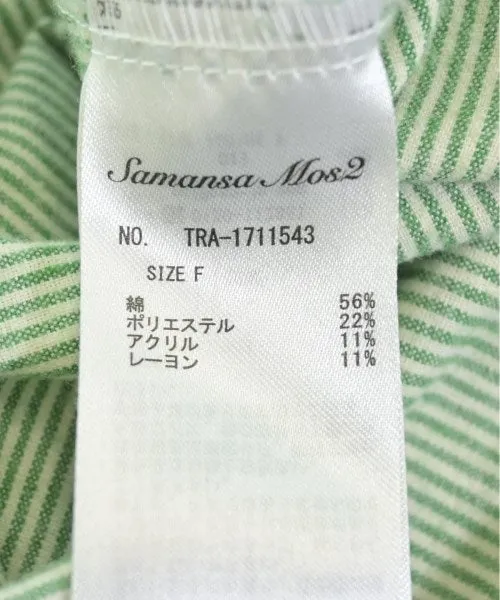 Samansa Mos2
NO. TRA-1711543
SIZE F
綿 56%
ポリエステル 22%
アクリル 11%
レーヨン 11%